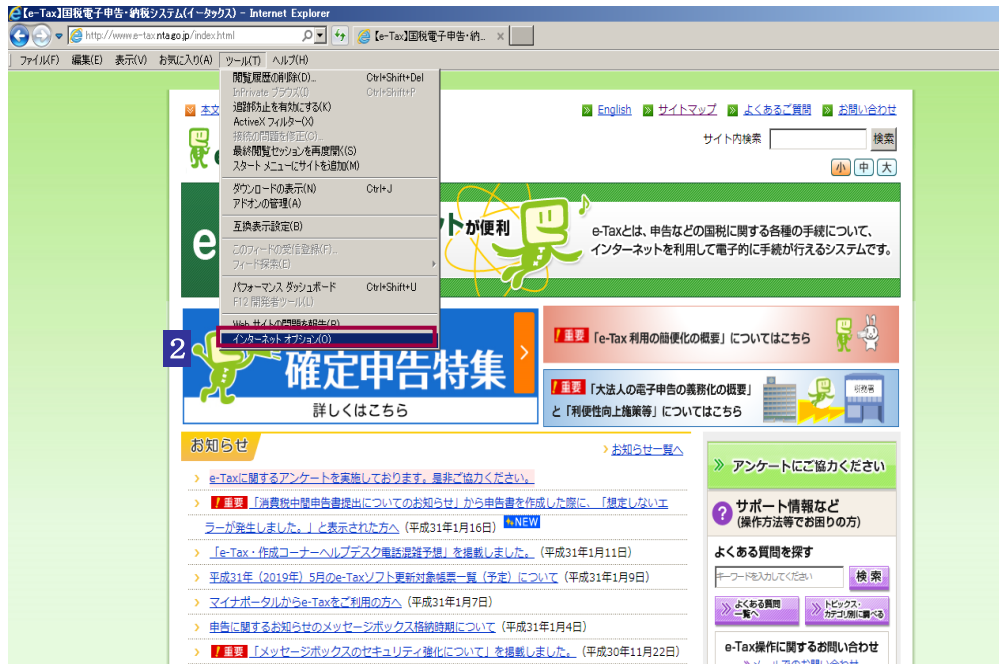 【e-Tax】国税電子申告・納税システム(イータックス) - Internet Explorer
http://www.e-tax.nta.go.jp/index.html
【e-Tax】国税電子申告・納...
ファイル(F) 編集(E) 表示(V) お気に入り(A) ツール(T) ヘルプ(H)
閲覧履歴の削除(D)... Ctrl+Shift+Del
InPrivate ブラウズ(I) Ctrl+Shift+P
追跡防止を有効にする(K)
ActiveX フィルター(X)
接続の問題を修正(C)...
最終閲覧セッションを再度開く(S)
スタート メニューにサイトを追加(M)
ダウンロードの表示(N) Ctrl+J
アドオンの管理(A)
互換表示設定(B)
このフィードの受信登録(F)...
フィード探索(E)
パフォーマンス ダッシュボード Ctrl+Shift+U
F12 開発者ツール(L)
Web サイトの問題を報告(R)
インターネット オプション(O)
2
本文
English サイトマップ よくあるご質問 お問い合わせ
サイト内検索 検索
小 中 大
e
トが便利
e-Taxとは、申告などの国税に関する各種の手続について、
インターネットを利用して電子的に手続が行えるシステムです。
確定申告特集
詳しくはこちら
!重要 「e-Tax 利用の簡便化の概要」についてはこちら
!重要 「大法人の電子申告の義務化の概要」
と「利便性向上施策等」についてはこちら
税務署
お知らせ
お知らせ一覧へ
e-Taxに関するアンケートを実施しております。是非ご協力ください。
!重要 「消費税中間申告書提出についてのお知らせ」から申告書を作成した際に、「想定しないエ
ラーが発生しました。」と表示された方へ (平成31年1月16日) NEW
「e-Tax・作成コーナーヘルプデスク電話混雑予想」を掲載しました。 (平成31年1月11日)
平成31年(2019年)5月のe-Taxソフト更新対象帳票一覧(予定)について (平成31年1月9日)
マイナポータルからe-Taxをご利用の方へ (平成31年1月7日)
申告に関するお知らせのメッセージボックス格納時期について (平成31年1月4日)
!重要 「メッセージボックスのセキュリティ強化について」を掲載しました。 (平成30年11月22日)
アンケートにご協力ください
サポート情報など
(操作方法等でお困りの方)
よくある質問を探す
キーワードを入力してください 検索
よくある質問
一覧へ
トピックス・
カテゴリ別に調べる
e-Tax操作に関するお問い合わせ
メールでのお問い合わせ